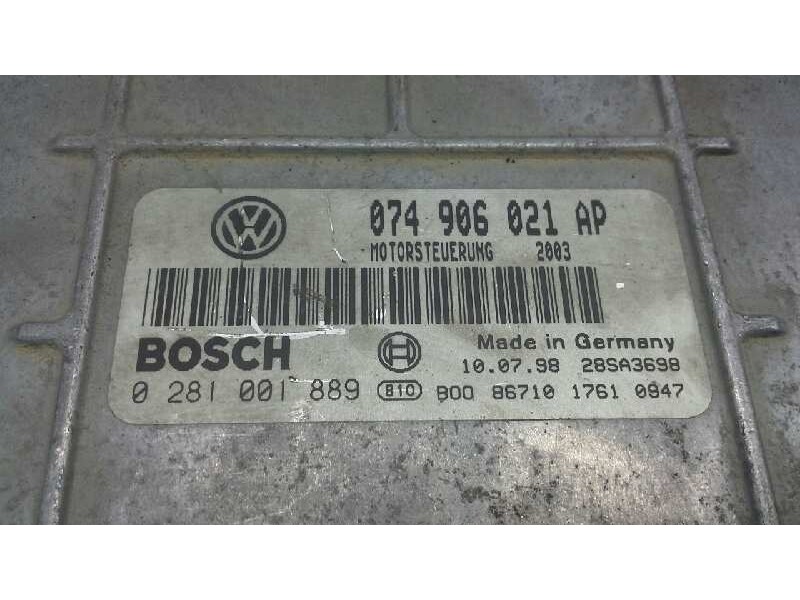 074 906 021 AP
MOTORSTEUERUNG 2003
BOSCH
Made in Germany
10.07.98 28SA3698
0 281 001 889 B10 B00 86710 1761 0947